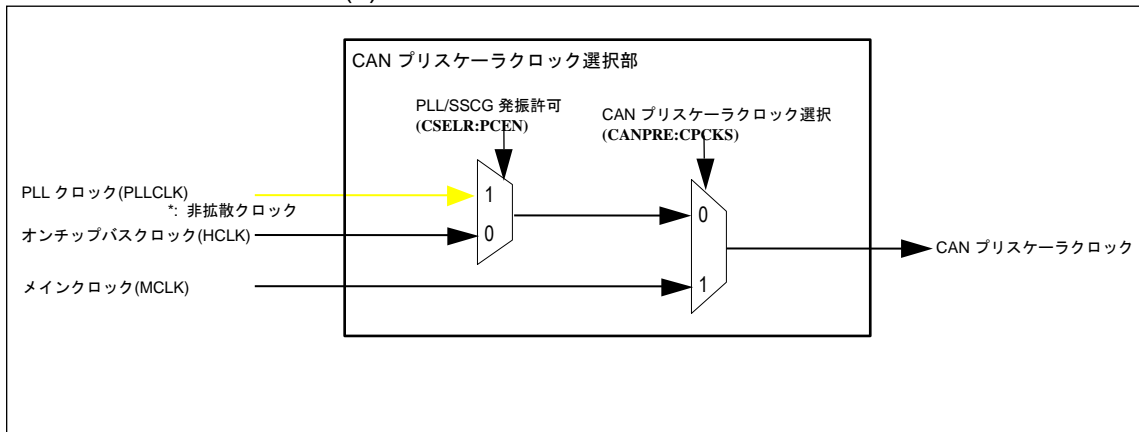 CAN プリスケーラクロック選択部
PLL/SSCG 発振許可
(CSELR:PCEN)
CAN プリスケーラクロック選択
(CANPRE:CPCKS)
PLL クロック(PLLCLK)
*: 非拡散クロック
オンチップバスクロック(HCLK)
メインクロック(MCLK)
1
0
0
1
CAN プリスケーラクロック